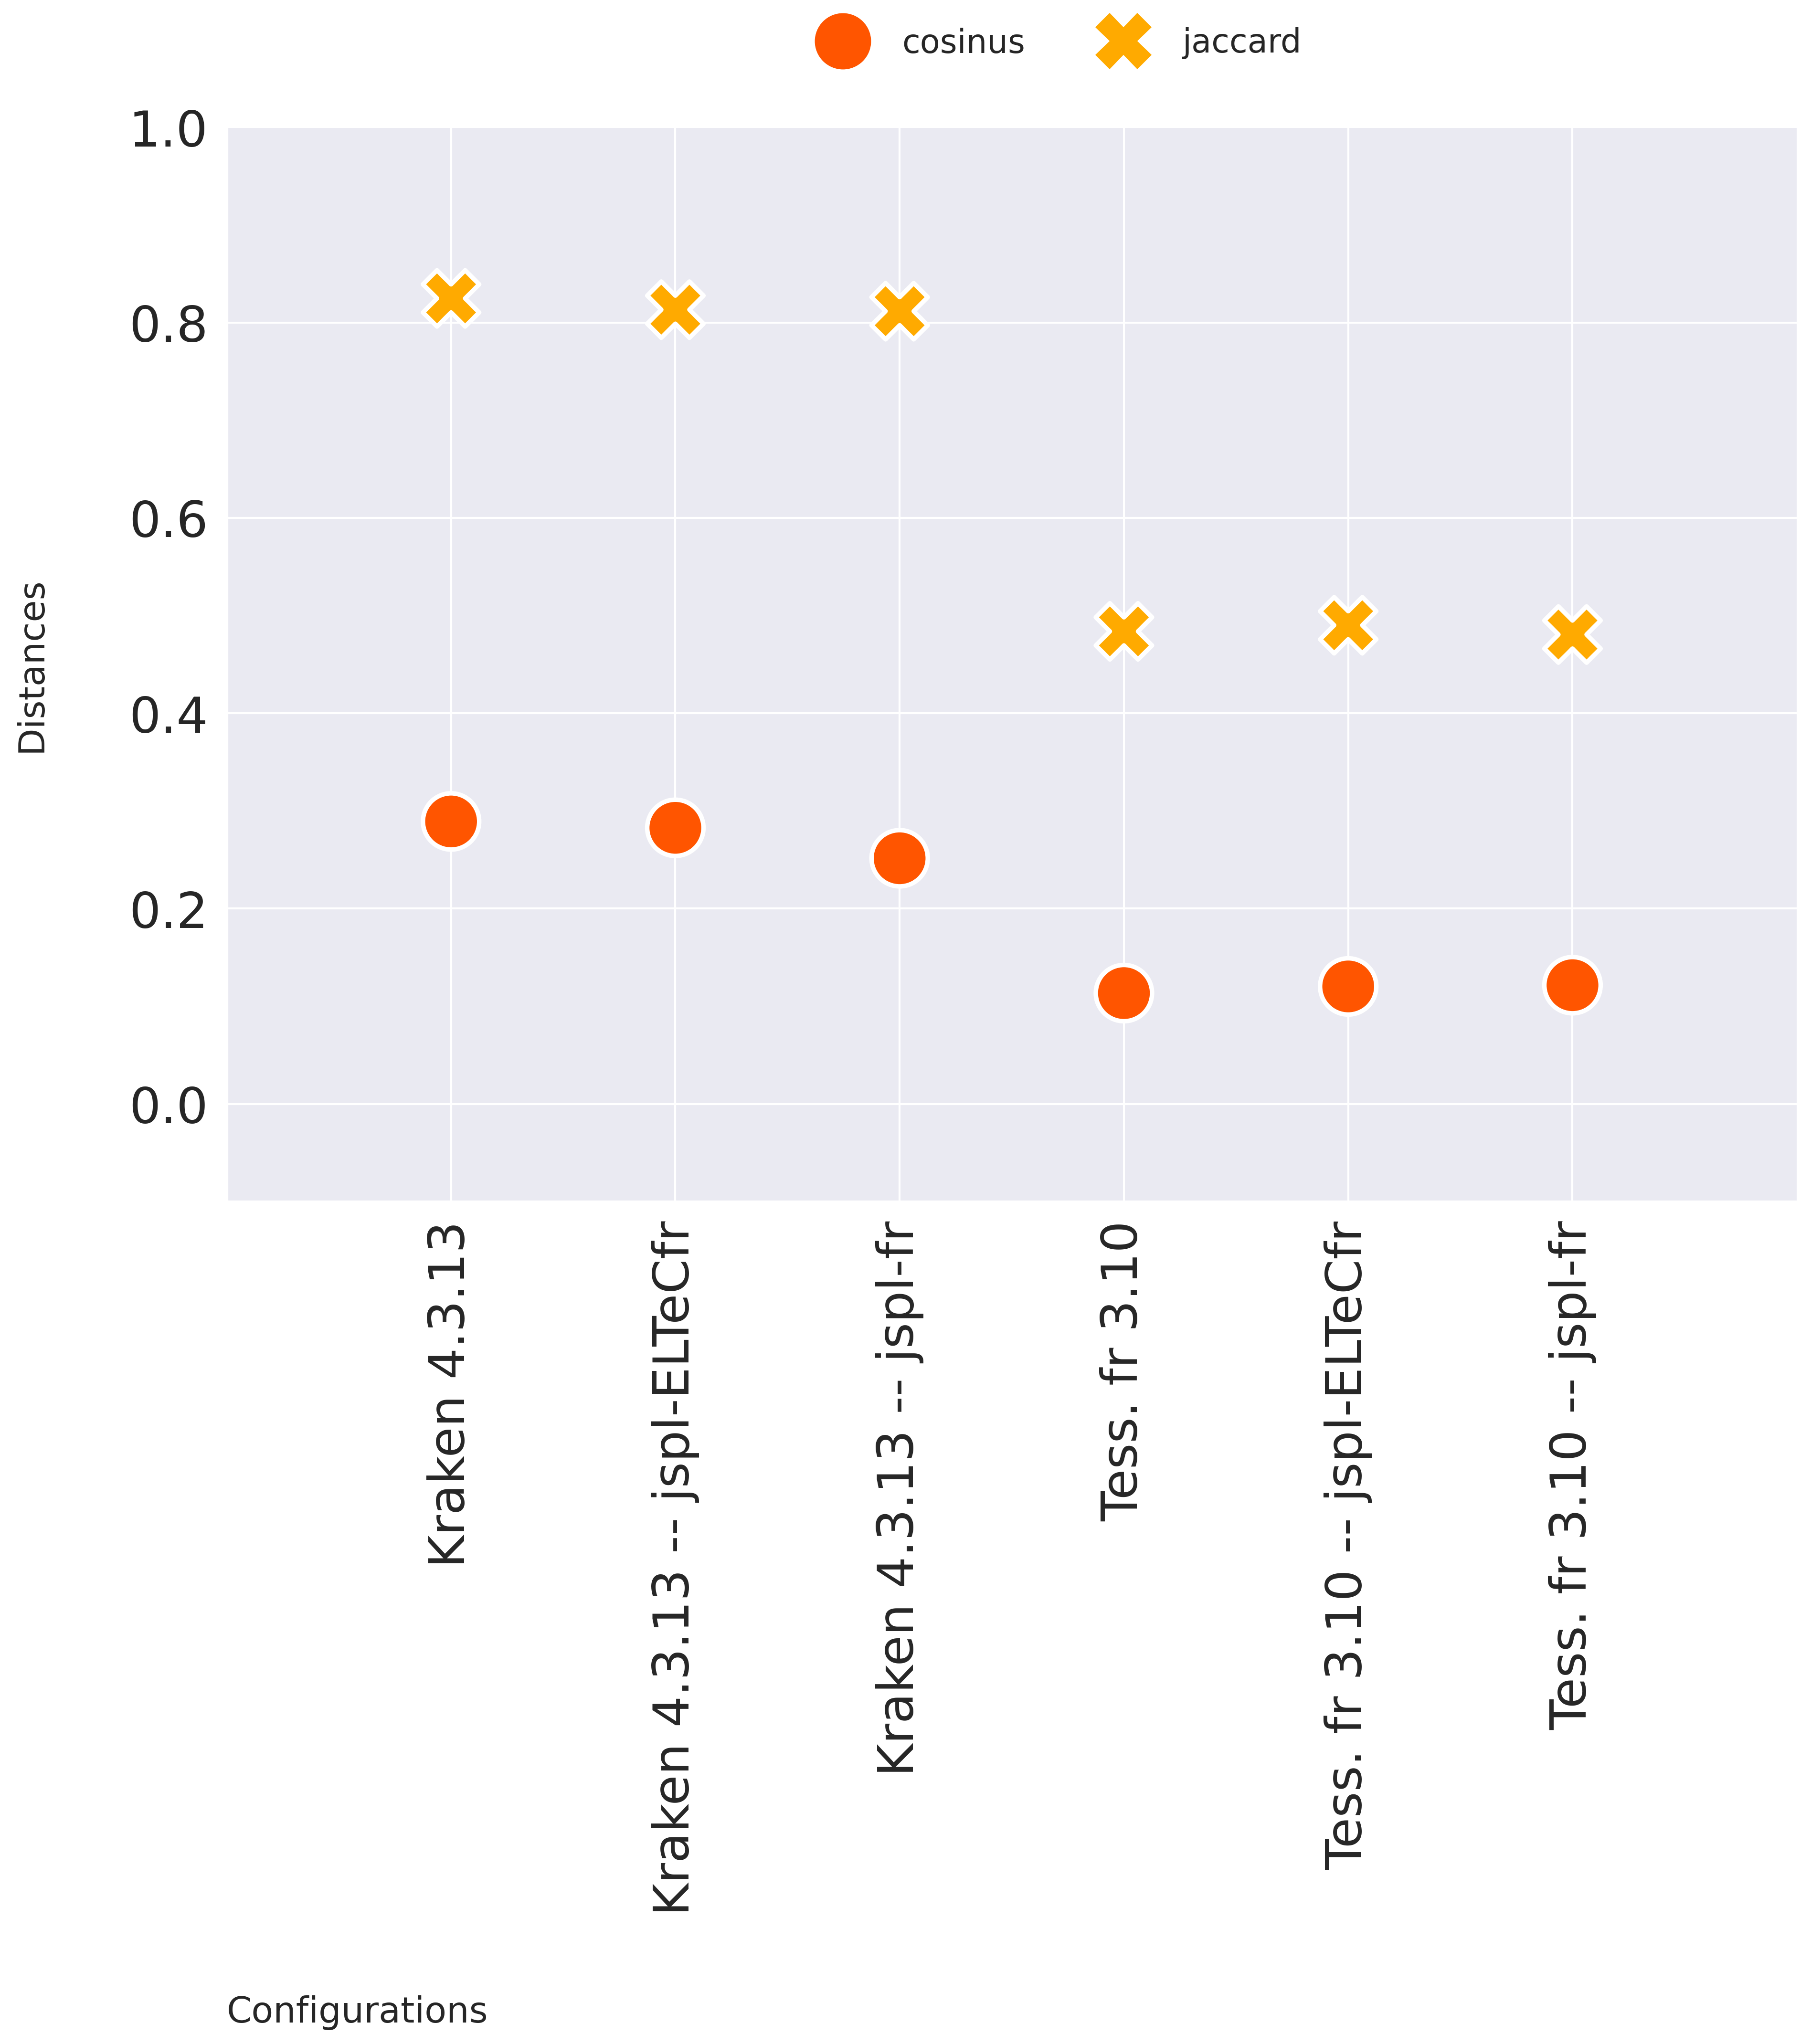 cosinus jaccard
1.0
0.8
0.6
0.4
0.2
0.0
Distances
Kraken 4.3.13
Kraken 4.3.13 -- jspl-ELTeCfr
Kraken 4.3.13 -- jspl-fr
Tess. fr 3.10
Tess. fr 3.10 -- jspl-ELTeCfr
Tess. fr 3.10 -- jspl-fr
Configurations